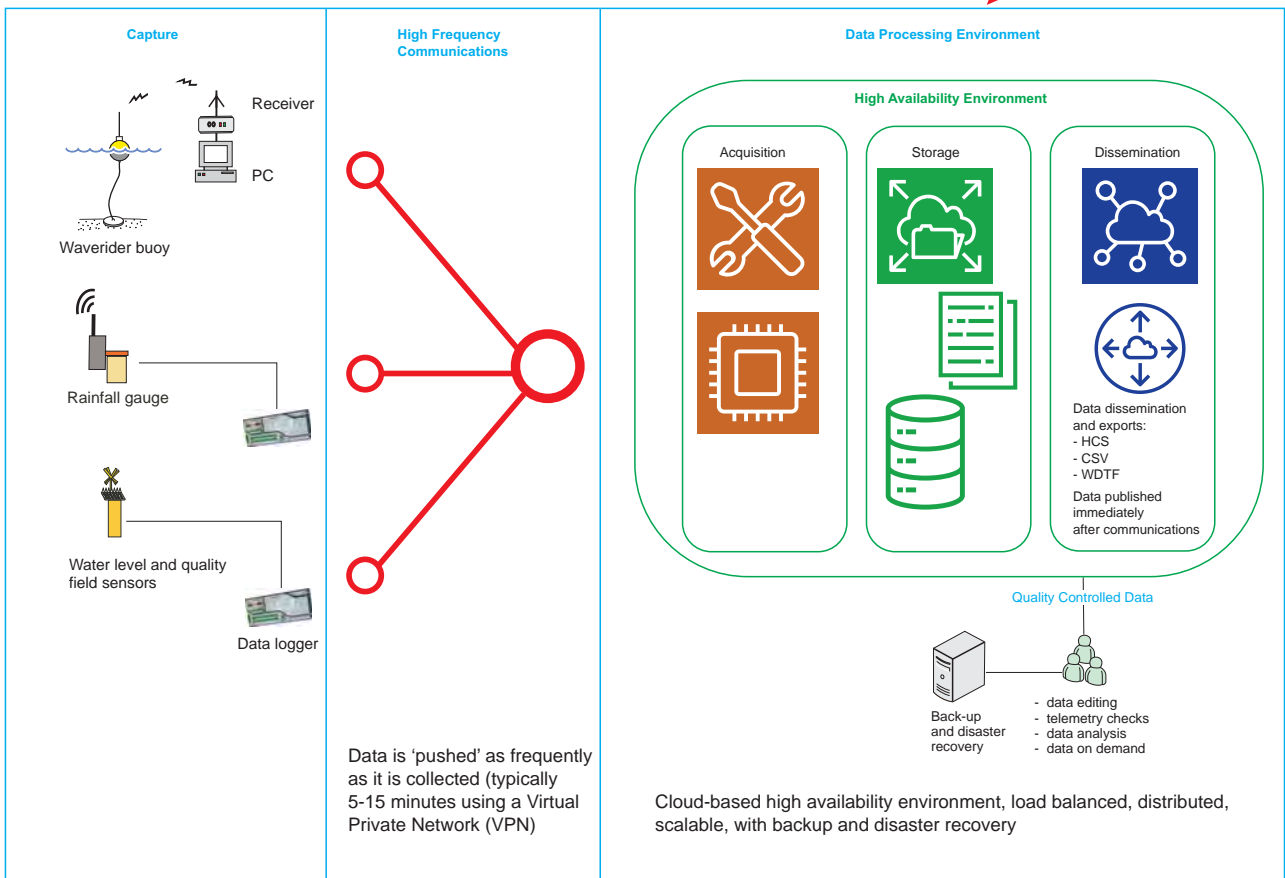 Capture
Receiver
PC
Waverider buoy
Rainfall gauge
Water level and quality
field sensors
Data logger
High Frequency
Communications
Data is ‘pushed’ as frequently
as it is collected (typically
5-15 minutes using a Virtual
Private Network (VPN)
Data Processing Environment
High Availability Environment
Acquisition
Storage
Dissemination
Data dissemination
and exports:
- HCS
- CSV
- WDTF
Data published
immediately
after communications
Quality Controlled Data
Back-up
and disaster
recovery
- data editing
- telemetry checks
- data analysis
- data on demand
Cloud-based high availability environment, load balanced, distributed,
scalable, with backup and disaster recovery